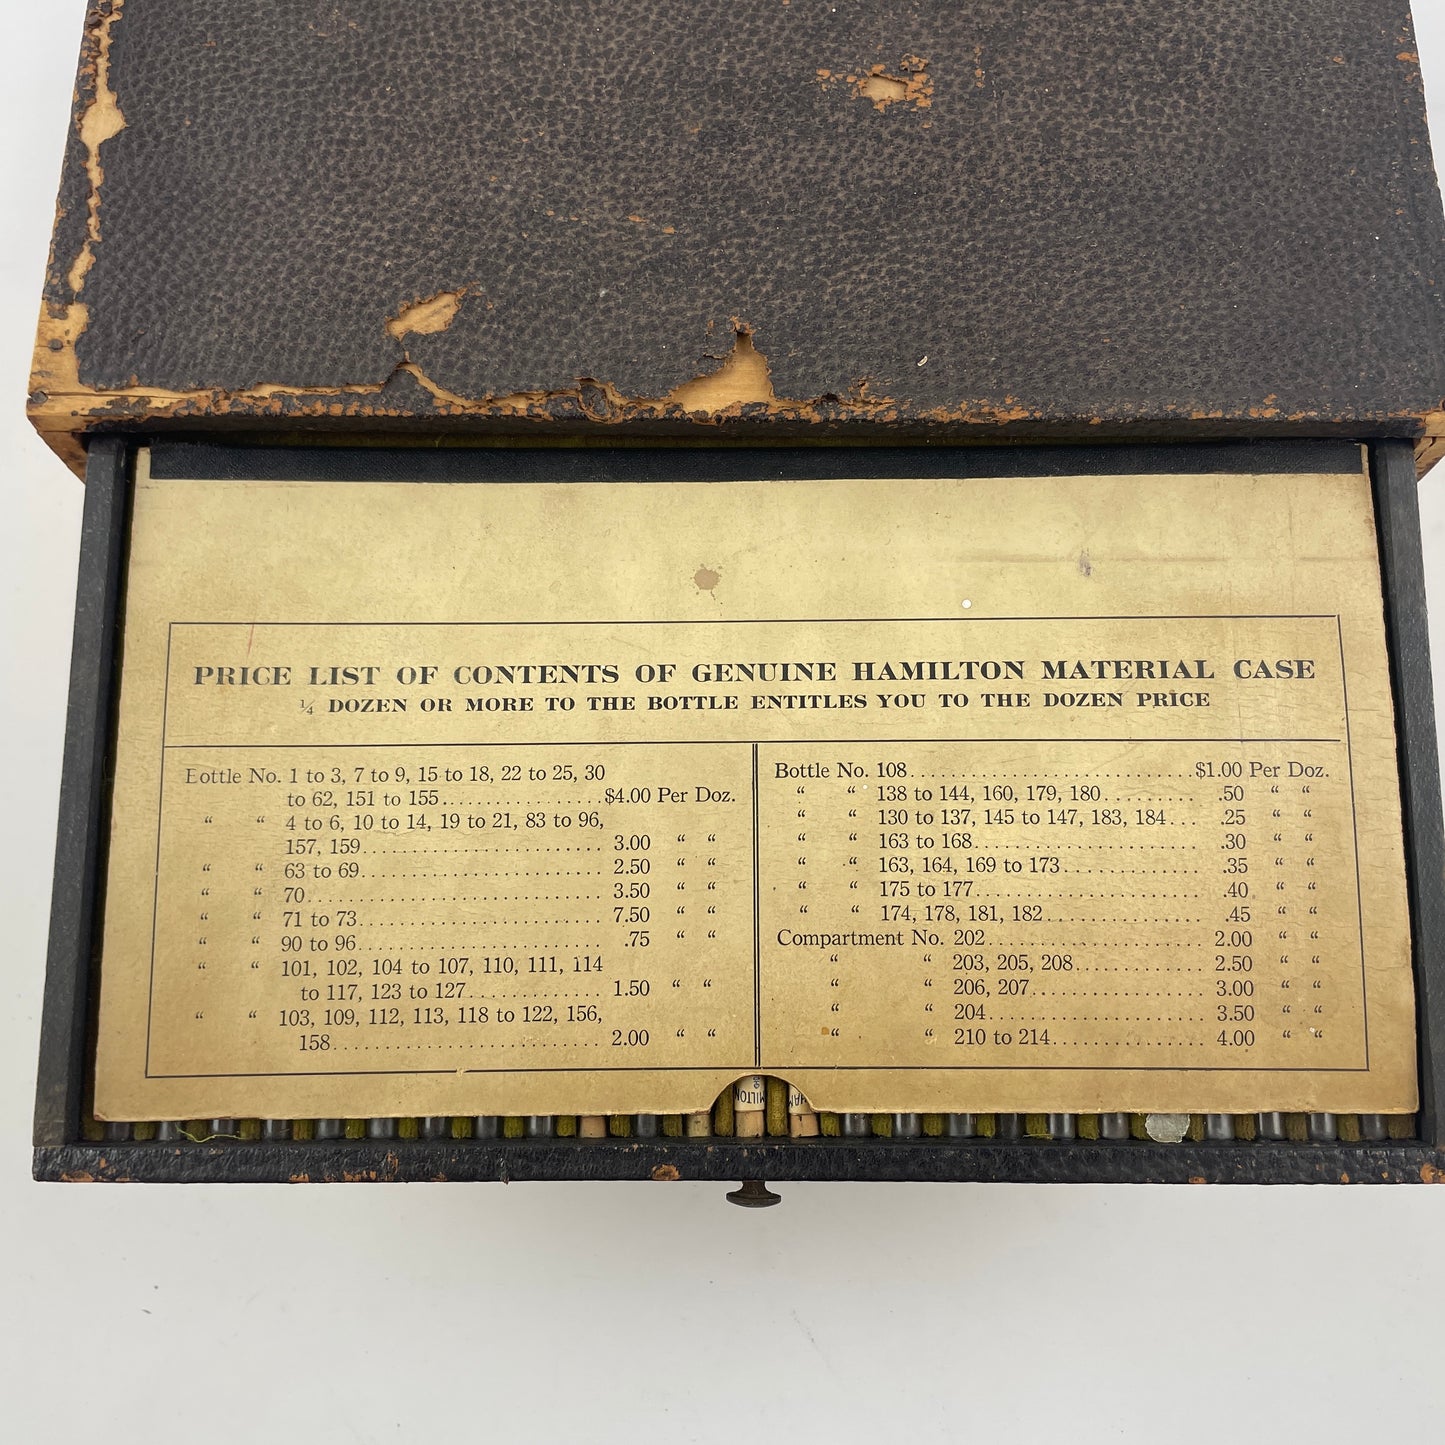 PRICE LIST OF CONTENTS OF GENUINE HAMILTON MATERIAL CASE
¼ DOZEN OR MORE TO THE BOTTLE ENTITLES YOU TO THE DOZEN PRICE
Bottle No. 1 to 3, 7 to 9, 15 to 18, 22 to 25, 30
to 62, 151 to 155................$4.00 Per Doz.
“ “ 4 to 6, 10 to 14, 19 to 21, 83 to 96,
157, 159........................ 3.00 “ “
“ “ 63 to 69........................ 2.50 “ “
“ “ 70............................. 3.50 “ “
“ “ 71 to 73........................ 7.50 “ “
“ “ 90 to 96........................ .75 “ “
“ “ 101, 102, 104 to 107, 110, 111, 114
to 117, 123 to 127............. 1.50 “ “
“ “ 103, 109, 112, 113, 118 to 122, 156,
158........................... 2.00 “ “
Bottle No. 108............................$1.00 Per Doz.
“ “ 138 to 144, 160, 179, 180......... .50 “ “
“ “ 130 to 137, 145 to 147, 183, 184... .25 “ “
“ “ 163 to 168...................... .30 “ “
“ “ 163, 164, 169 to 173.............. .35 “ “
“ “ 175 to 177...................... .40 “ “
“ “ 174, 178, 181, 182............... .45 “ “
Compartment No. 202..................... 2.00 “ “
“ “ 203, 205, 208............. 2.50 “ “
“ “ 206, 207................. 3.00 “ “
“ “ 204..................... 3.50 “ “
“ “ 210 to 214............... 4.00 “ “
MILTON HAM